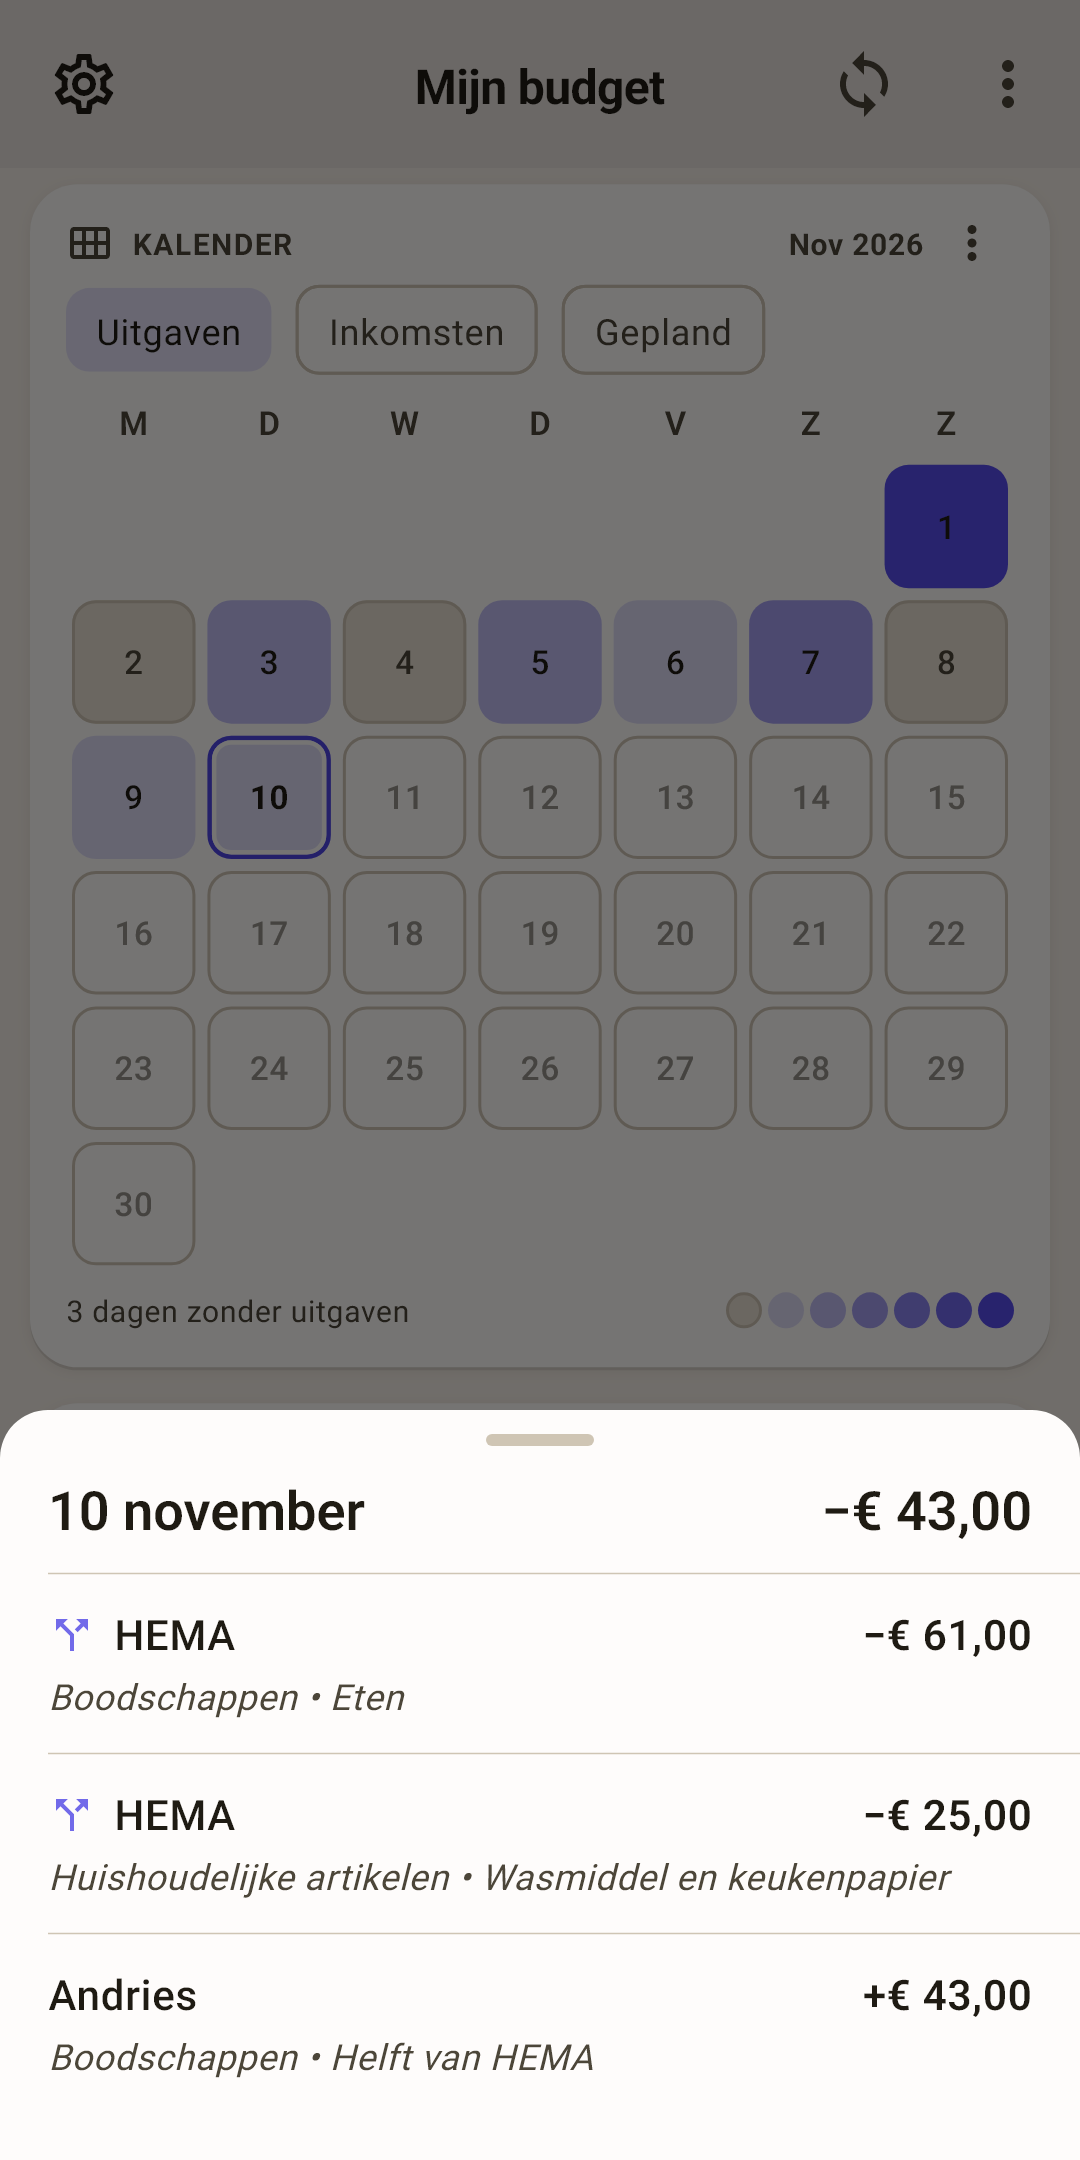 Mijn budget
KALENDER Nov 2026
Uitgaven Inkomsten Gepland
M D W D V Z Z
1
2 3 4 5 6 7 8
9 10 11 12 13 14 15
16 17 18 19 20 21 22
23 24 25 26 27 28 29
30
3 dagen zonder uitgaven
10 november −€ 43,00
HEMA −€ 61,00
Boodschappen • Eten
HEMA −€ 25,00
Huishoudelijke artikelen • Wasmiddel en keukenpapier
Andries +€ 43,00
Boodschappen • Helft van HEMA